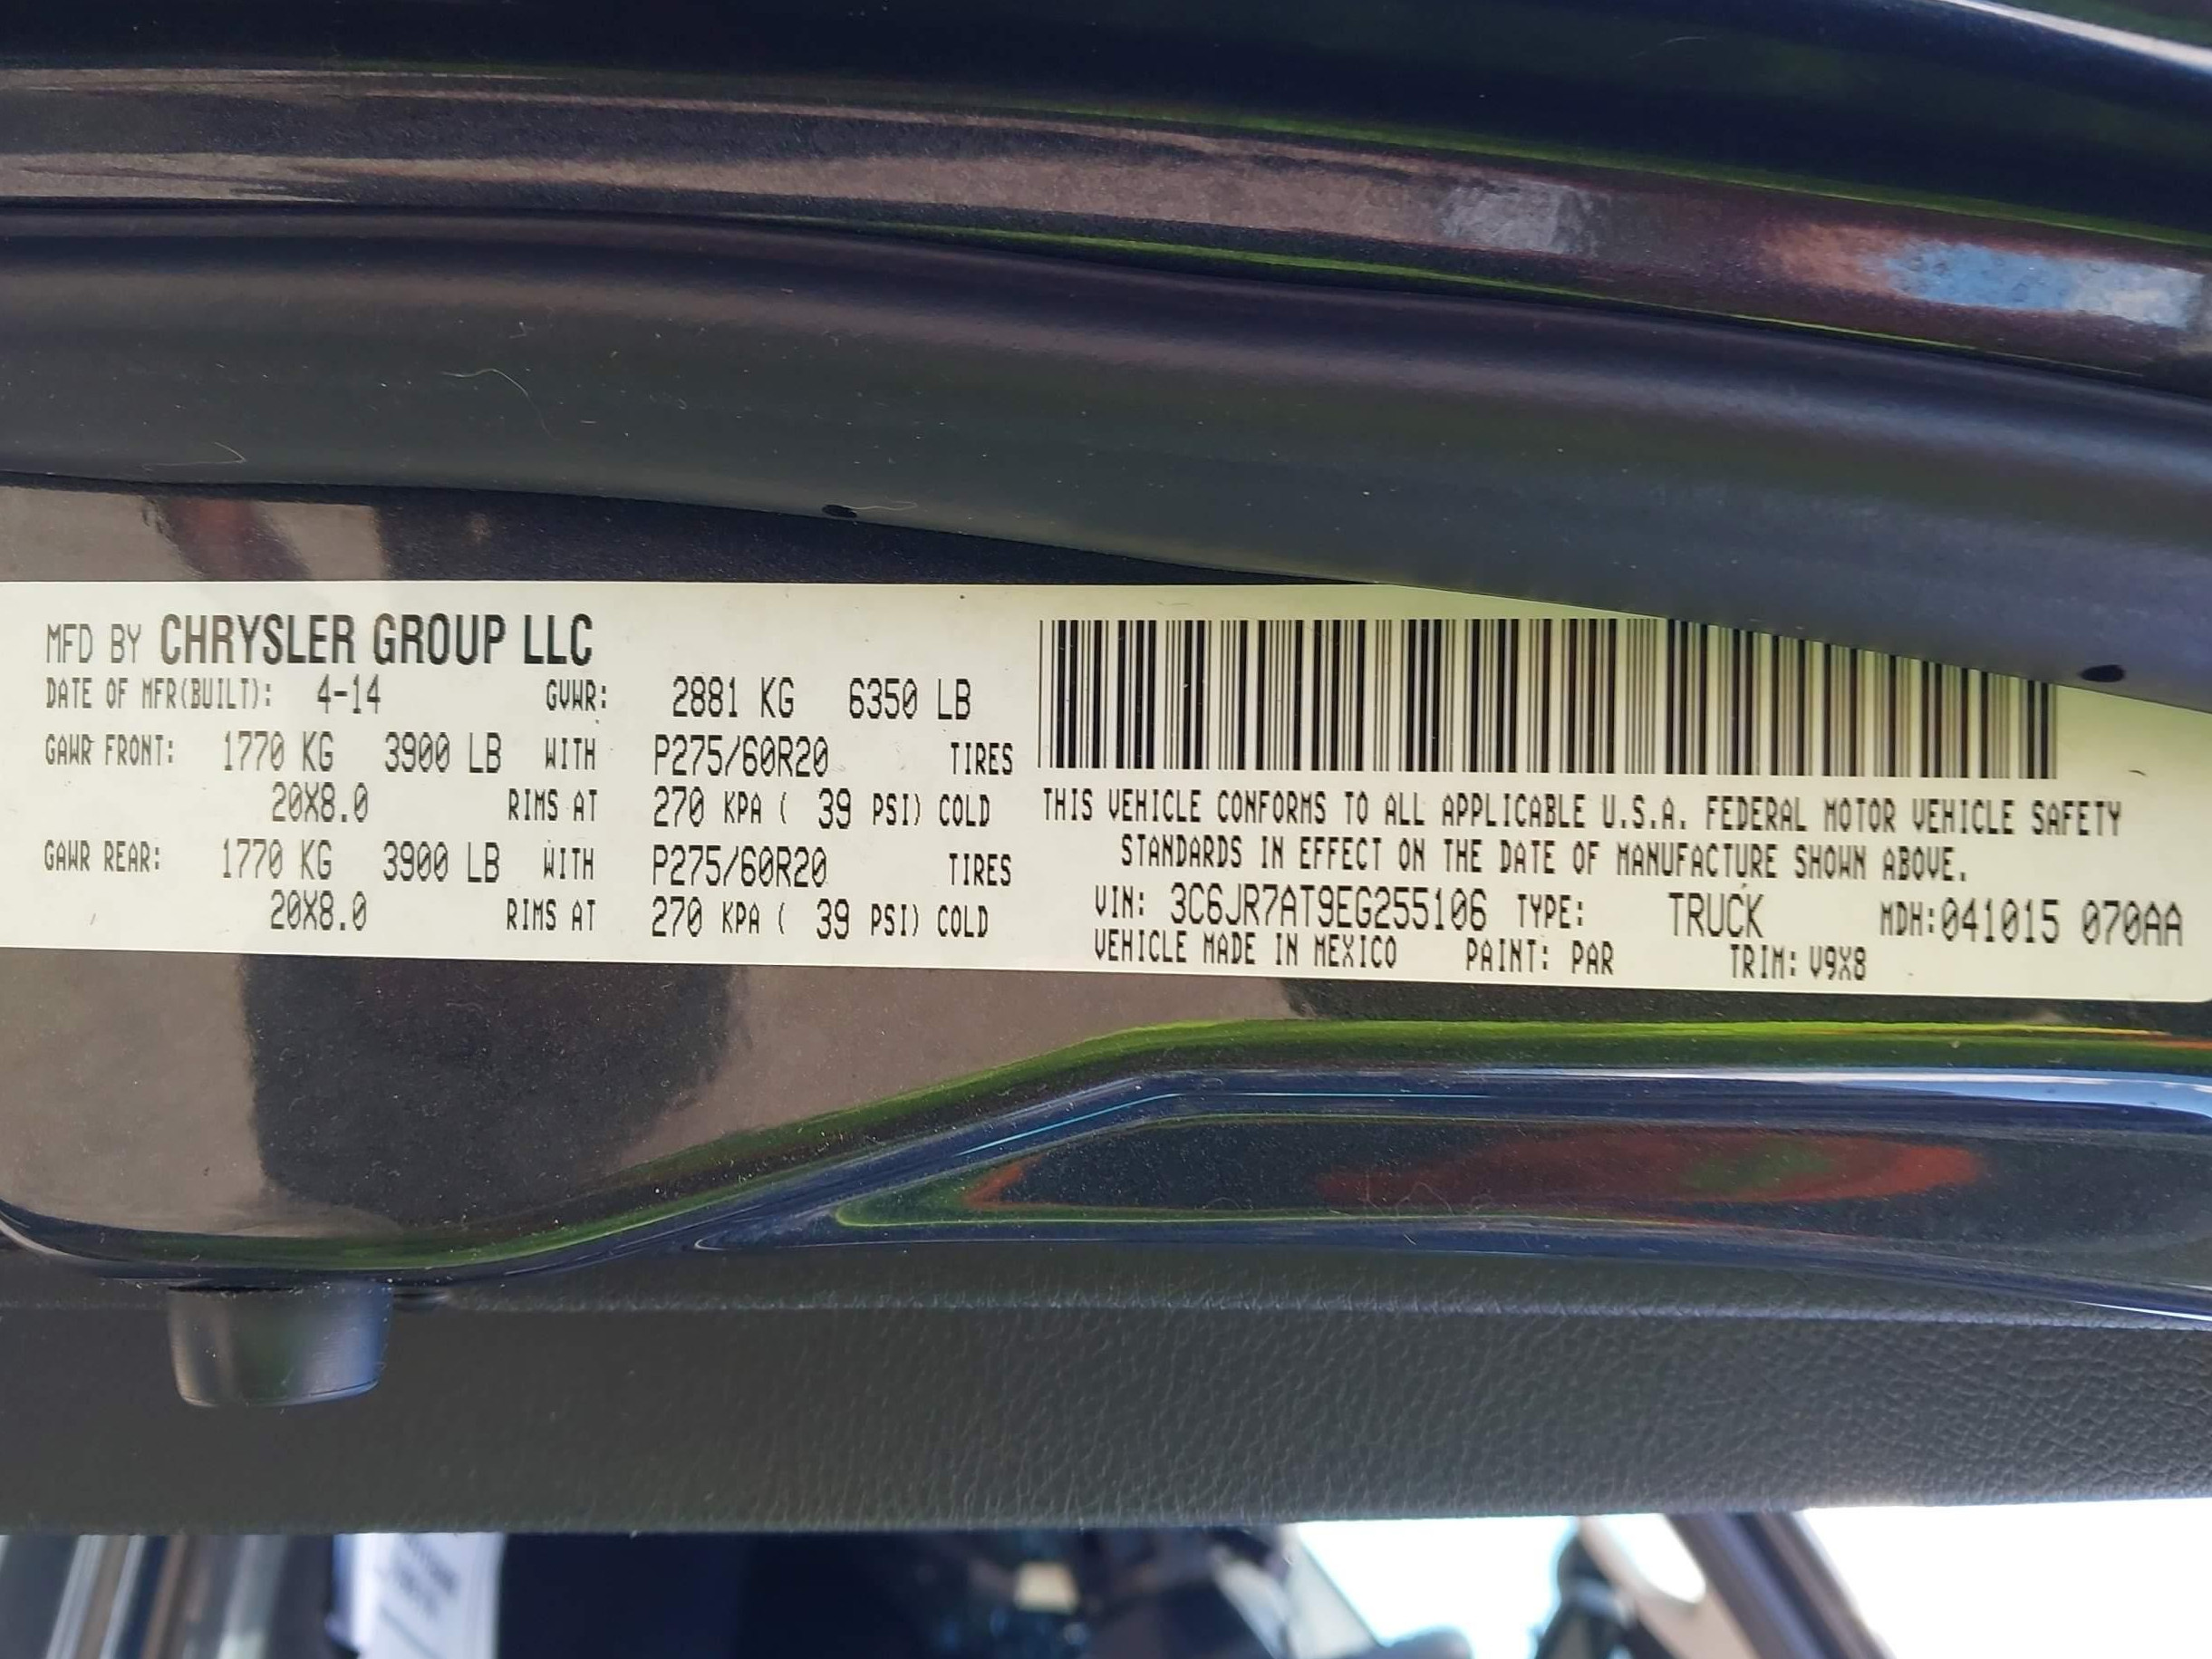 MFD BY CHRYSLER GROUP LLC
DATE OF MFR(BUILT): 4-14 GVWR: 2881 KG 6350 LB
GAWR FRONT: 1770 KG 3900 LB WITH P275/60R20 TIRES
20X8.0 RIMS AT 270 KPA ( 39 PSI) COLD
GAWR REAR: 1770 KG 3900 LB WITH P275/60R20 TIRES
20X8.0 RIMS AT 270 KPA ( 39 PSI) COLD
THIS VEHICLE CONFORMS TO ALL APPLICABLE U.S.A. FEDERAL MOTOR VEHICLE SAFETY
STANDARDS IN EFFECT ON THE DATE OF MANUFACTURE SHOWN ABOVE.
VIN: 3C6JR7AT9EG255106 TYPE: TRUCK MDH:041015 070AA
VEHICLE MADE IN MEXICO PAINT: PAR TRIM: V9X8